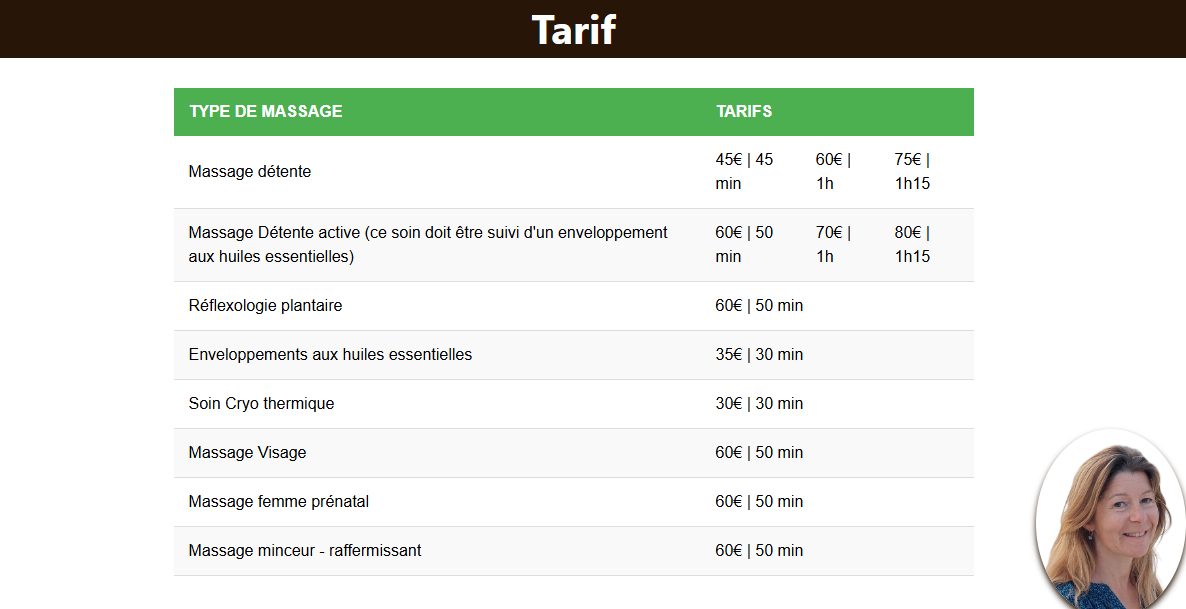 Tarif
TYPE DE MASSAGE TARIFS
Massage détente
45€ | 45
min
60€ |
1h
75€ |
1h15
Massage Détente active (ce soin doit être suivi d'un enveloppement
aux huiles essentielles)
60€ | 50
min
70€ |
1h
80€ |
1h15
Réflexologie plantaire 60€ | 50 min
Enveloppements aux huiles essentielles 35€ | 30 min
Soin Cryo thermique 30€ | 30 min
Massage Visage 60€ | 50 min
Massage femme prénatal 60€ | 50 min
Massage minceur - raffermissant 60€ | 50 min